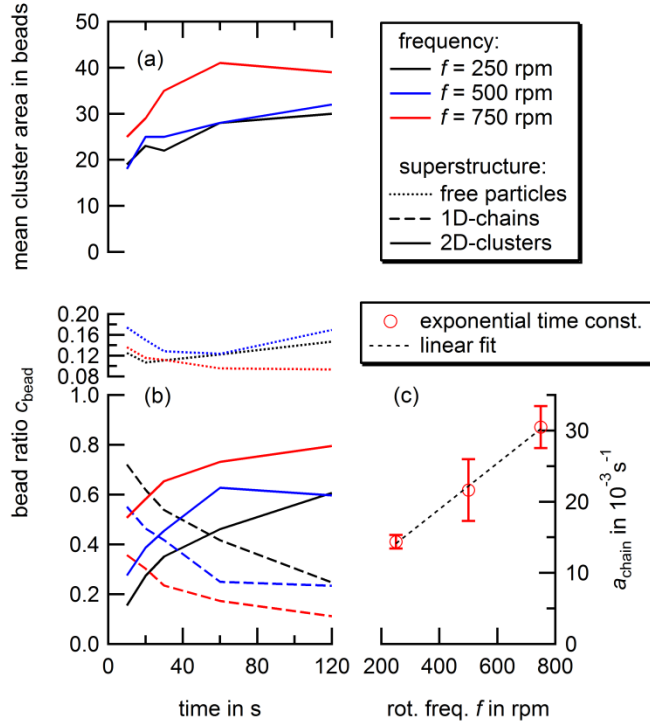 mean cluster area in beads
50
40
30
20
10
0
(a)
frequency:
f = 250 rpm
f = 500 rpm
f = 750 rpm
superstructure:
free particles
1D-chains
2D-clusters
bead ratio cbead
0.20
0.16
0.12
0.08
1.0
0.8
0.6
0.4
0.2
0.0
(b)
0
40
80
120
time in s
exponential time const.
linear fit
(c)
30
20
10
0
achain in 10-3s-1
200
400
600
800
rot. freq. f in rpm